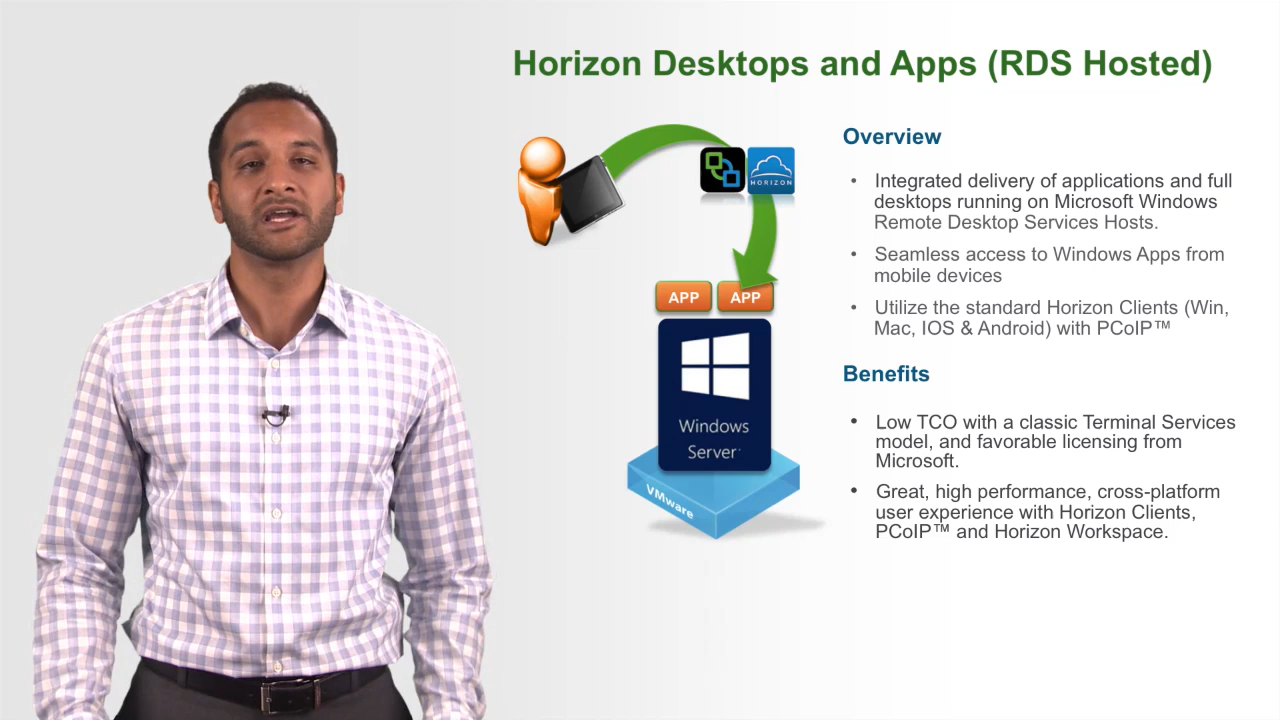 Horizon Desktops and Apps (RDS Hosted)
HORIZON
APP
APP
Windows
Server
VMware
Overview
• Integrated delivery of applications and full
desktops running on Microsoft Windows
Remote Desktop Services Hosts.
• Seamless access to Windows Apps from
mobile devices
• Utilize the standard Horizon Clients (Win,
Mac, IOS & Android) with PCoIP™
Benefits
• Low TCO with a classic Terminal Services
model, and favorable licensing from
Microsoft.
• Great, high performance, cross-platform
user experience with Horizon Clients,
PCoIP™ and Horizon Workspace.